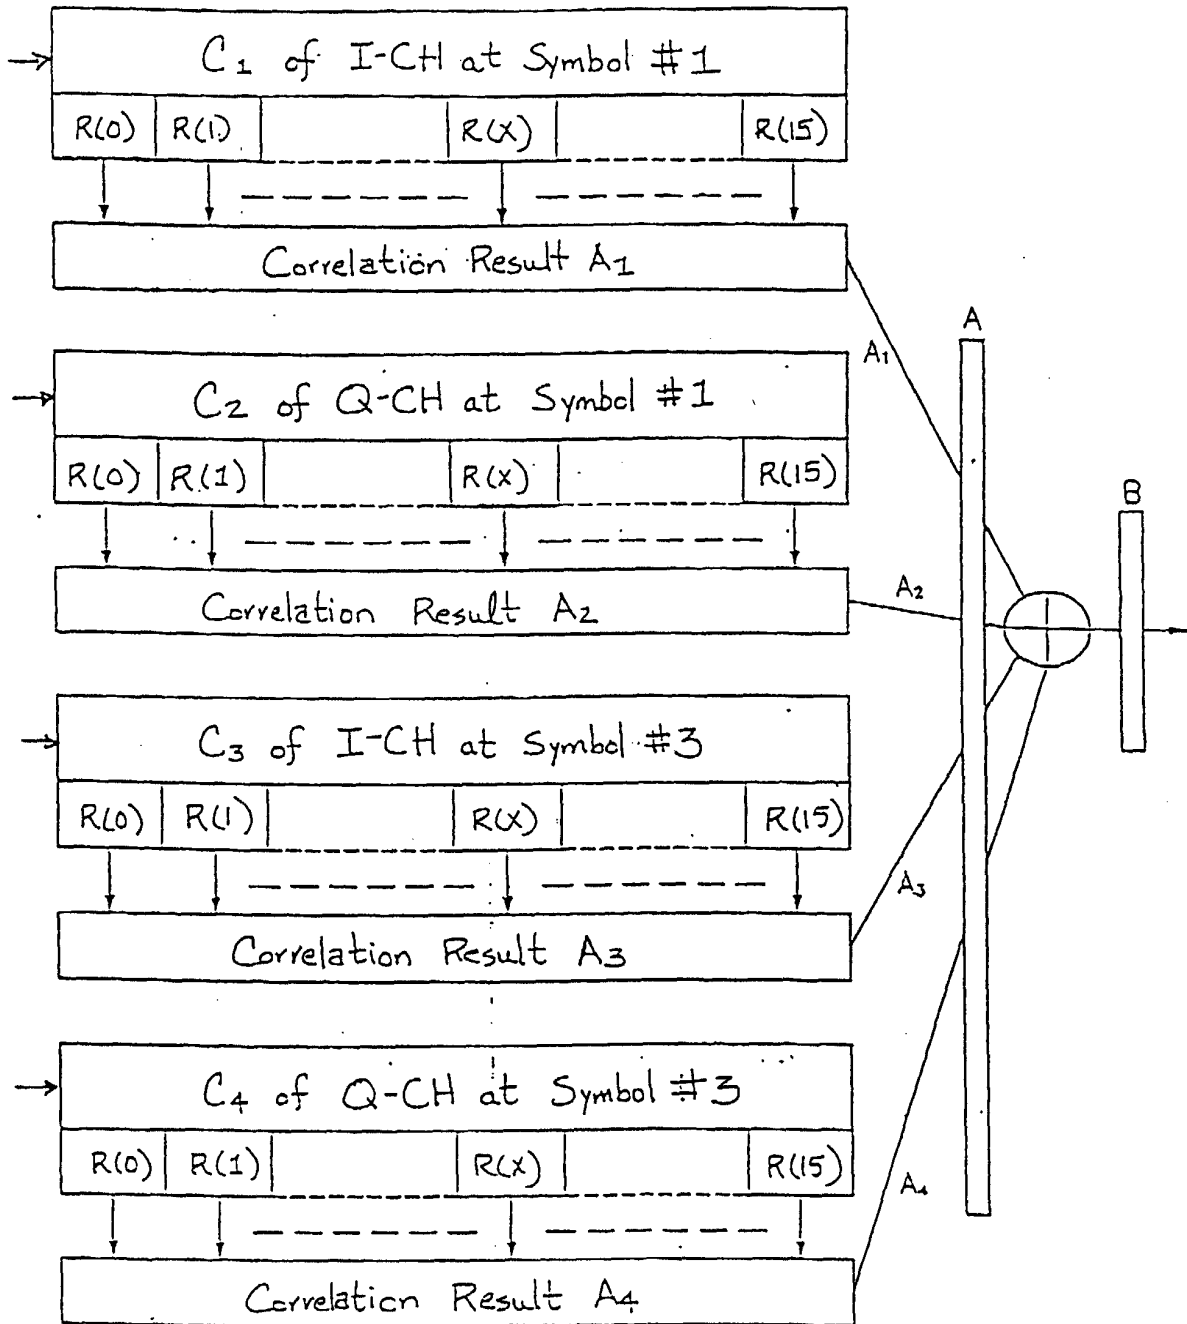 C1 of I-CH at Symbol #1
R(0) R(1) R(X) R(15)
Correlation Result A1
A
A1
C2 of Q-CH at Symbol #1
R(0) R(1) R(X) R(15)
B
Correlation Result A2
A2
C3 of I-CH at Symbol #3
R(0) R(1) R(X) R(15)
A3
Correlation Result A3
C4 of Q-CH at Symbol #3
R(0) R(1) R(X) R(15)
A4
Correlation Result A4